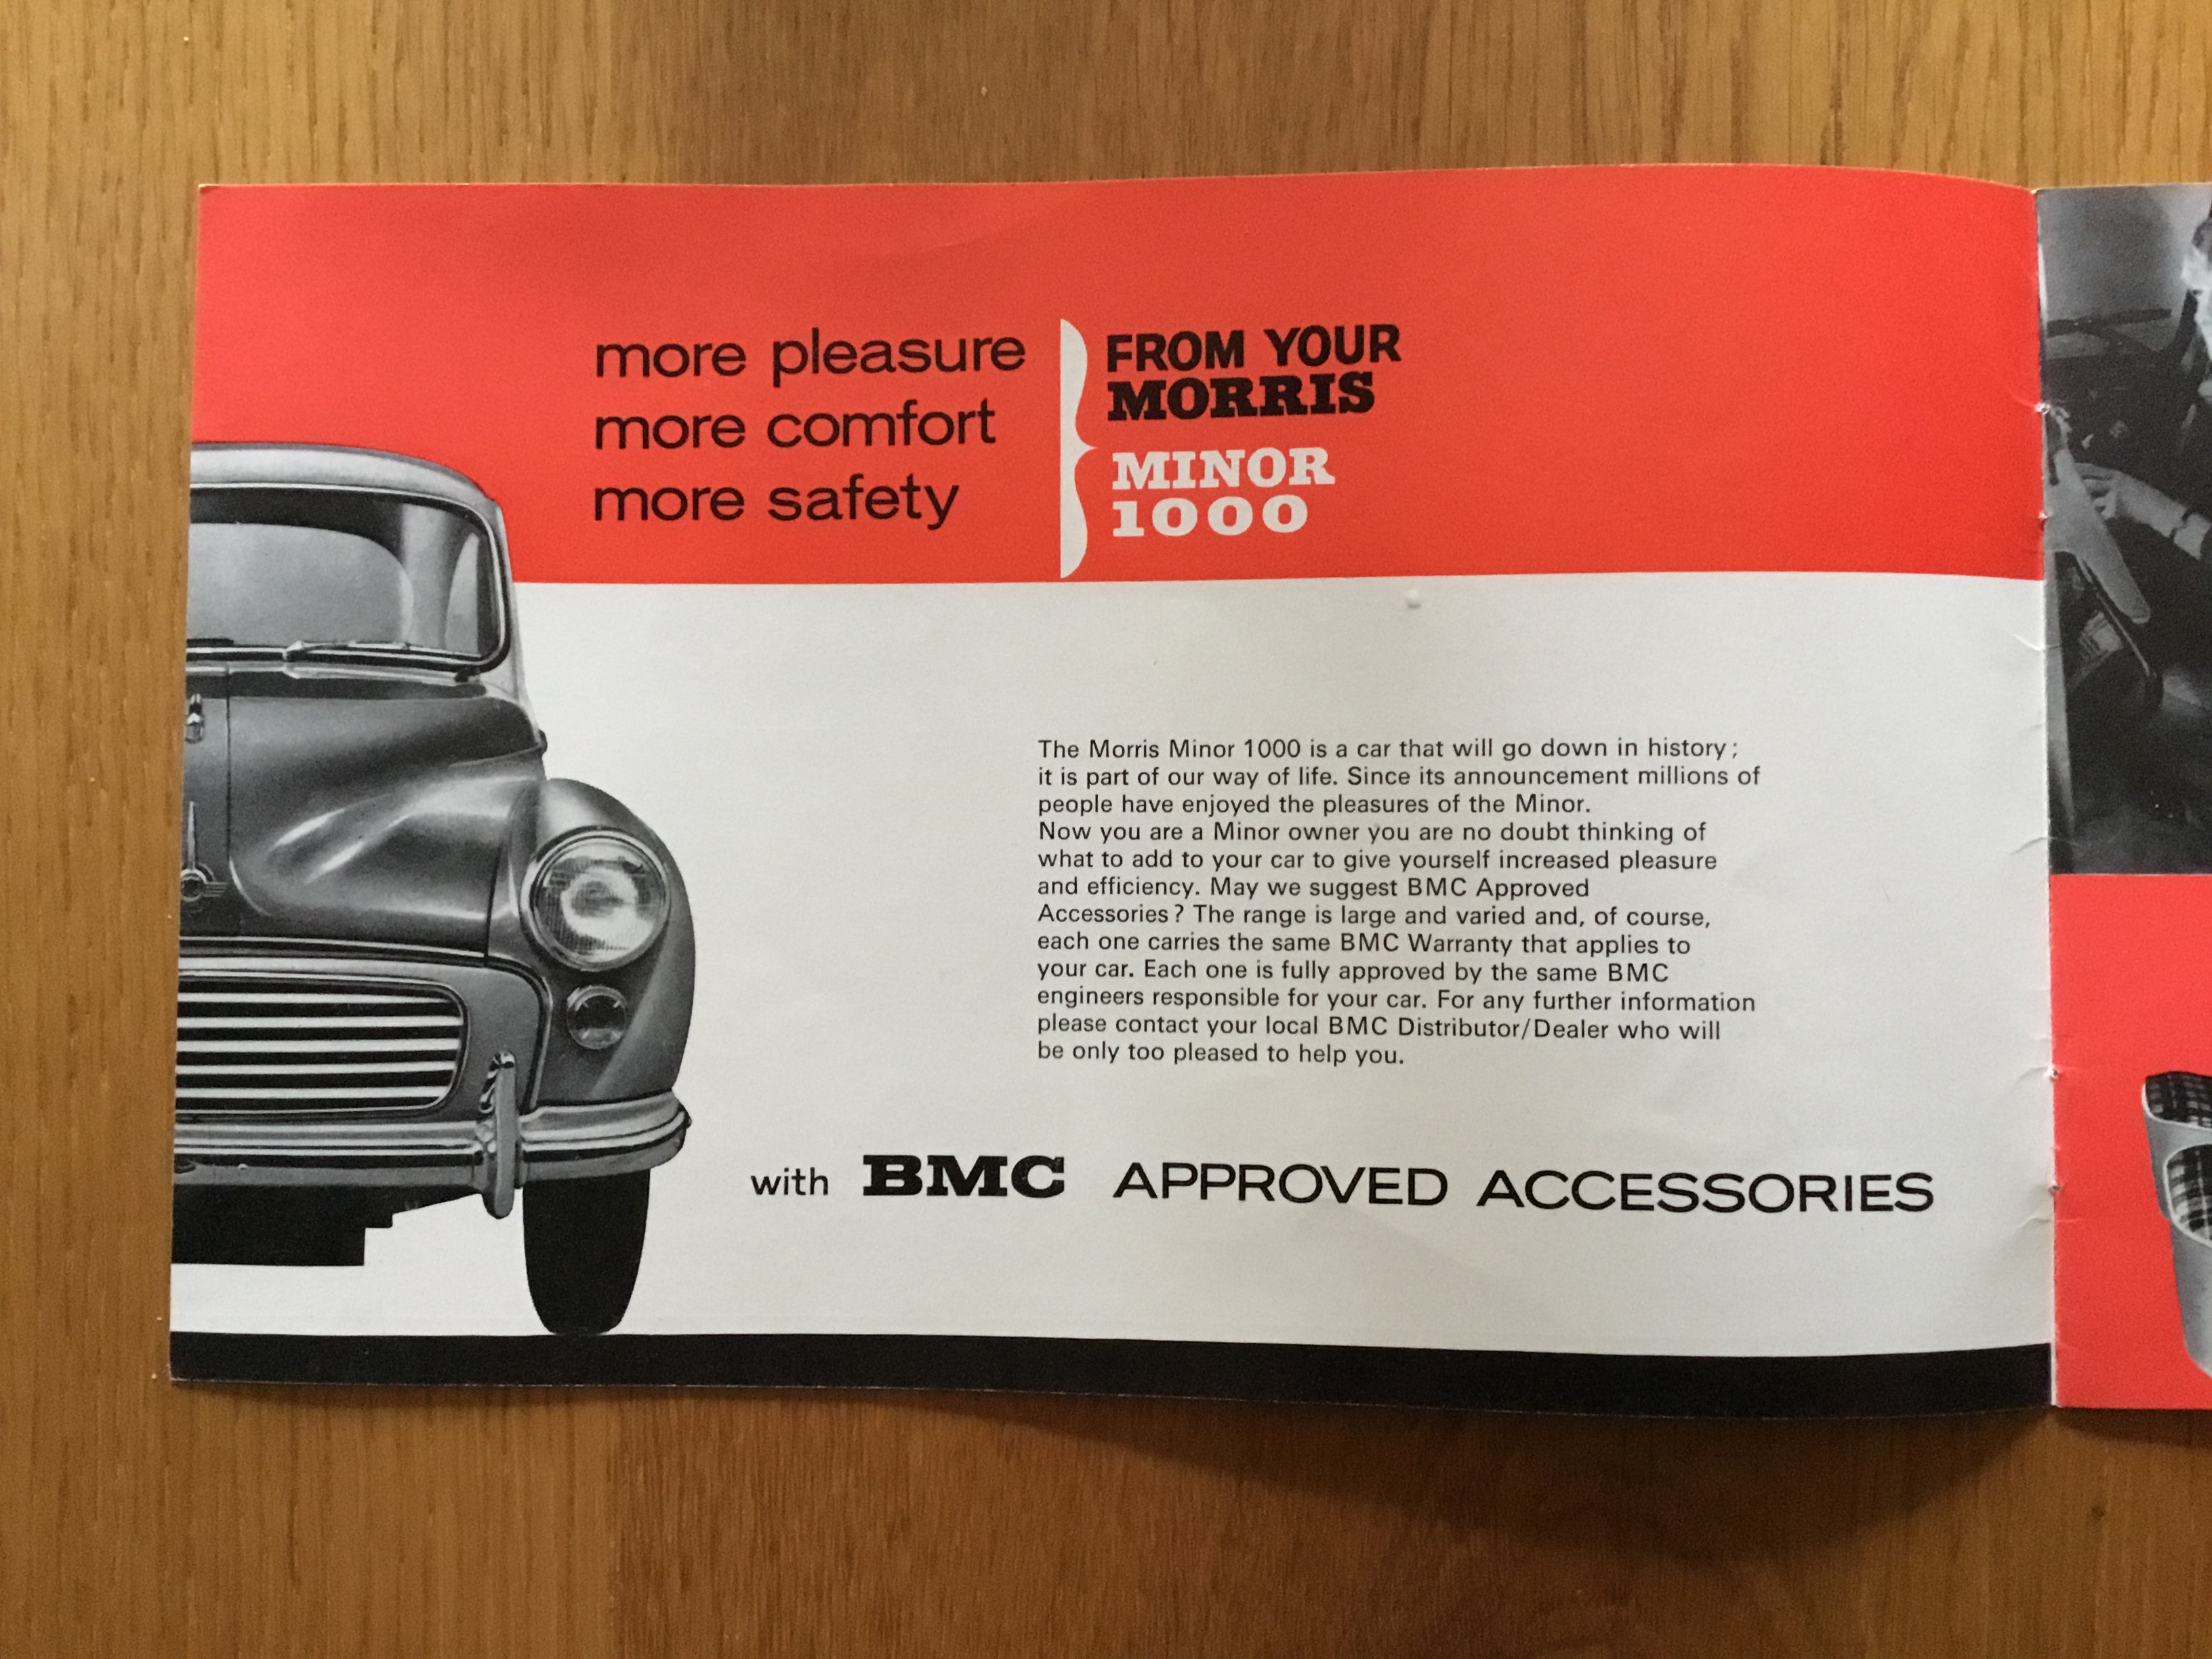 more pleasure
more comfort
more safety
FROM YOUR
MORRIS
MINOR
1000
The Morris Minor 1000 is a car that will go down in history;
it is part of our way of life. Since its announcement millions of
people have enjoyed the pleasures of the Minor.
Now you are a Minor owner you are no doubt thinking of
what to add to your car to give yourself increased pleasure
and efficiency. May we suggest BMC Approved
Accessories? The range is large and varied and, of course,
each one carries the same BMC Warranty that applies to
your car. Each one is fully approved by the same BMC
engineers responsible for your car. For any further information
please contact your local BMC Distributor/Dealer who will
be only too pleased to help you.
with BMC APPROVED ACCESSORIES